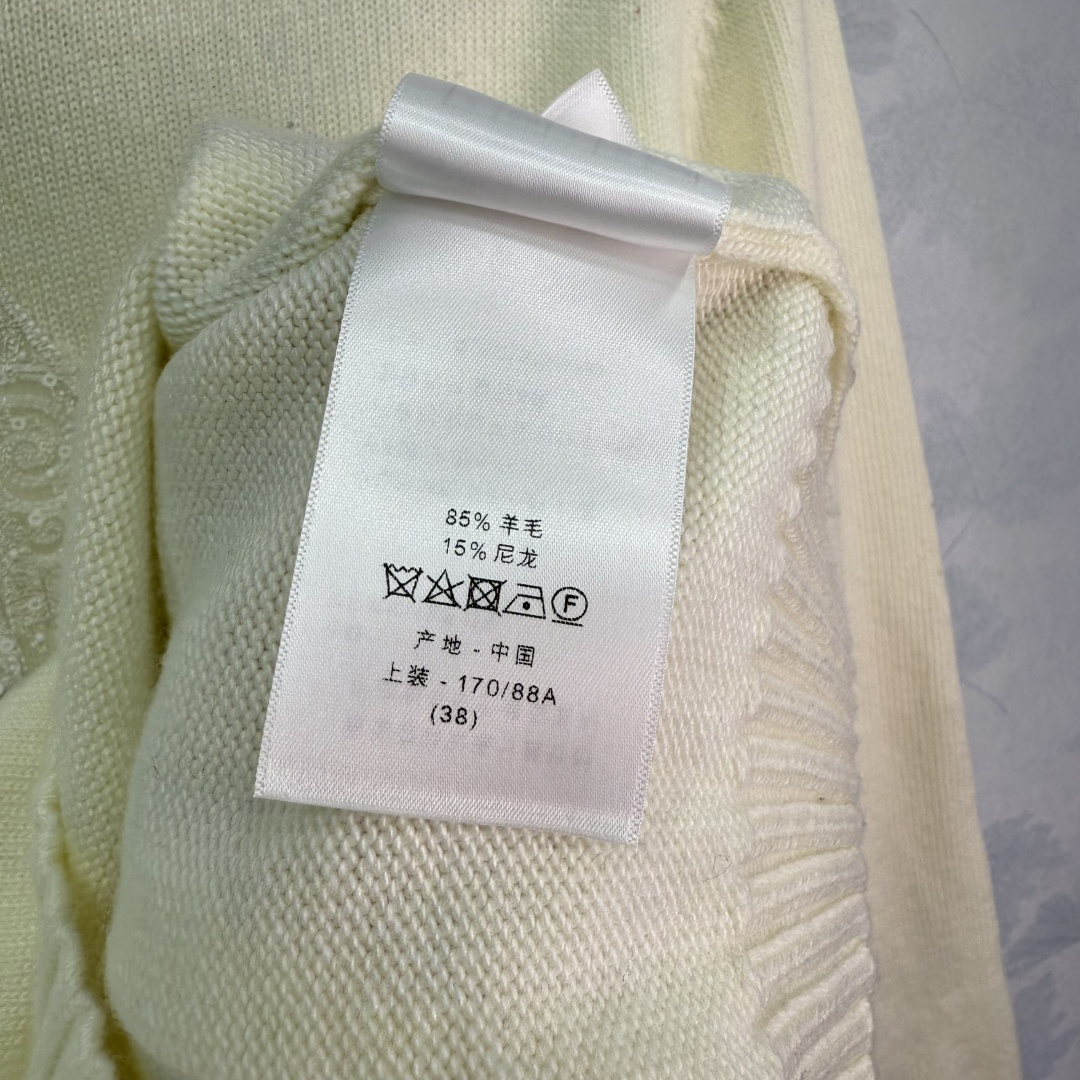 85% 羊毛
15% 尼龙
F
产地 - 中国
上装 - 170/88A
(38)